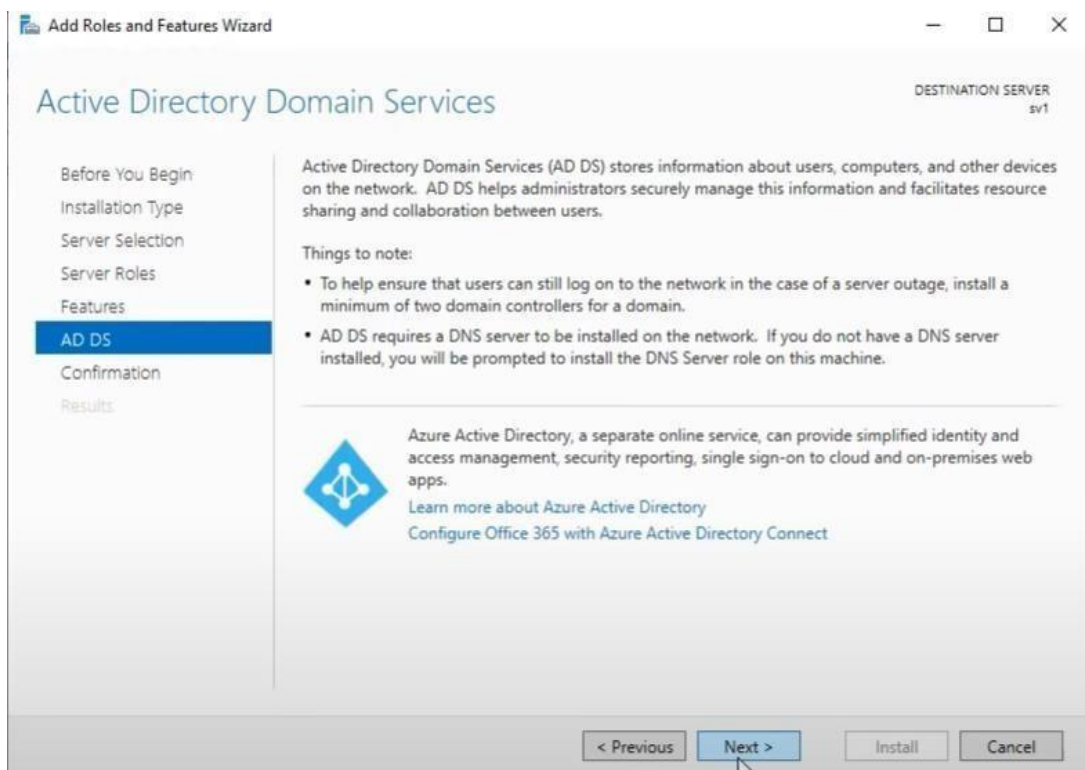 Add Roles and Features Wizard
Active Directory Domain Services
DESTINATION SERVER
sv1
Before You Begin
Installation Type
Server Selection
Server Roles
Features
AD DS
Confirmation
Results
Active Directory Domain Services (AD DS) stores information about users, computers, and other devices
on the network. AD DS helps administrators securely manage this information and facilitates resource
sharing and collaboration between users.
Things to note:
• To help ensure that users can still log on to the network in the case of a server outage, install a
minimum of two domain controllers for a domain.
• AD DS requires a DNS server to be installed on the network. If you do not have a DNS server
installed, you will be prompted to install the DNS Server role on this machine.
Azure Active Directory, a separate online service, can provide simplified identity and
access management, security reporting, single sign-on to cloud and on-premises web
apps.
Learn more about Azure Active Directory
Configure Office 365 with Azure Active Directory Connect
< Previous
Next >
Install
Cancel